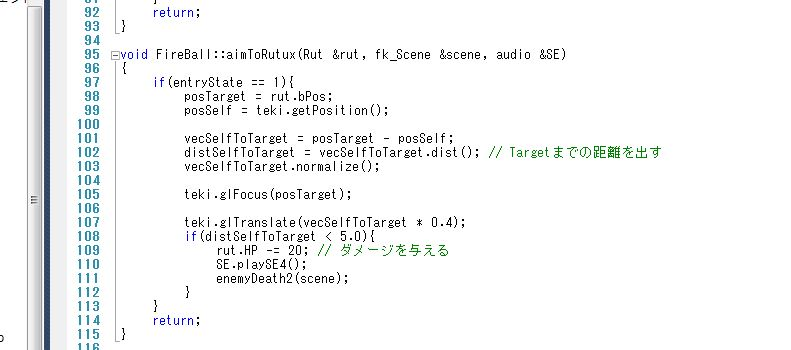 92 return;
93 }
94
95 void FireBall::aimToRutux(Rut &rut, fk_Scene &scene, audio &SE)
96 {
97 if(entryState == 1){
98 posTarget = rut.bPos;
99 posSelf = teki.getPosition();
100
101 vecSelfToTarget = posTarget - posSelf;
102 distSelfToTarget = vecSelfToTarget.dist(); // Targetまでの距離を出す
103 vecSelfToTarget.normalize();
104
105 teki.glFocus(posTarget);
106
107 teki.glTranslate(vecSelfToTarget * 0.4);
108 if(distSelfToTarget < 5.0){
109 rut.HP -= 20; // ダメージを与える
110 SE.playSE4();
111 enemyDeath2(scene);
112 }
113 }
114 return;
115 }